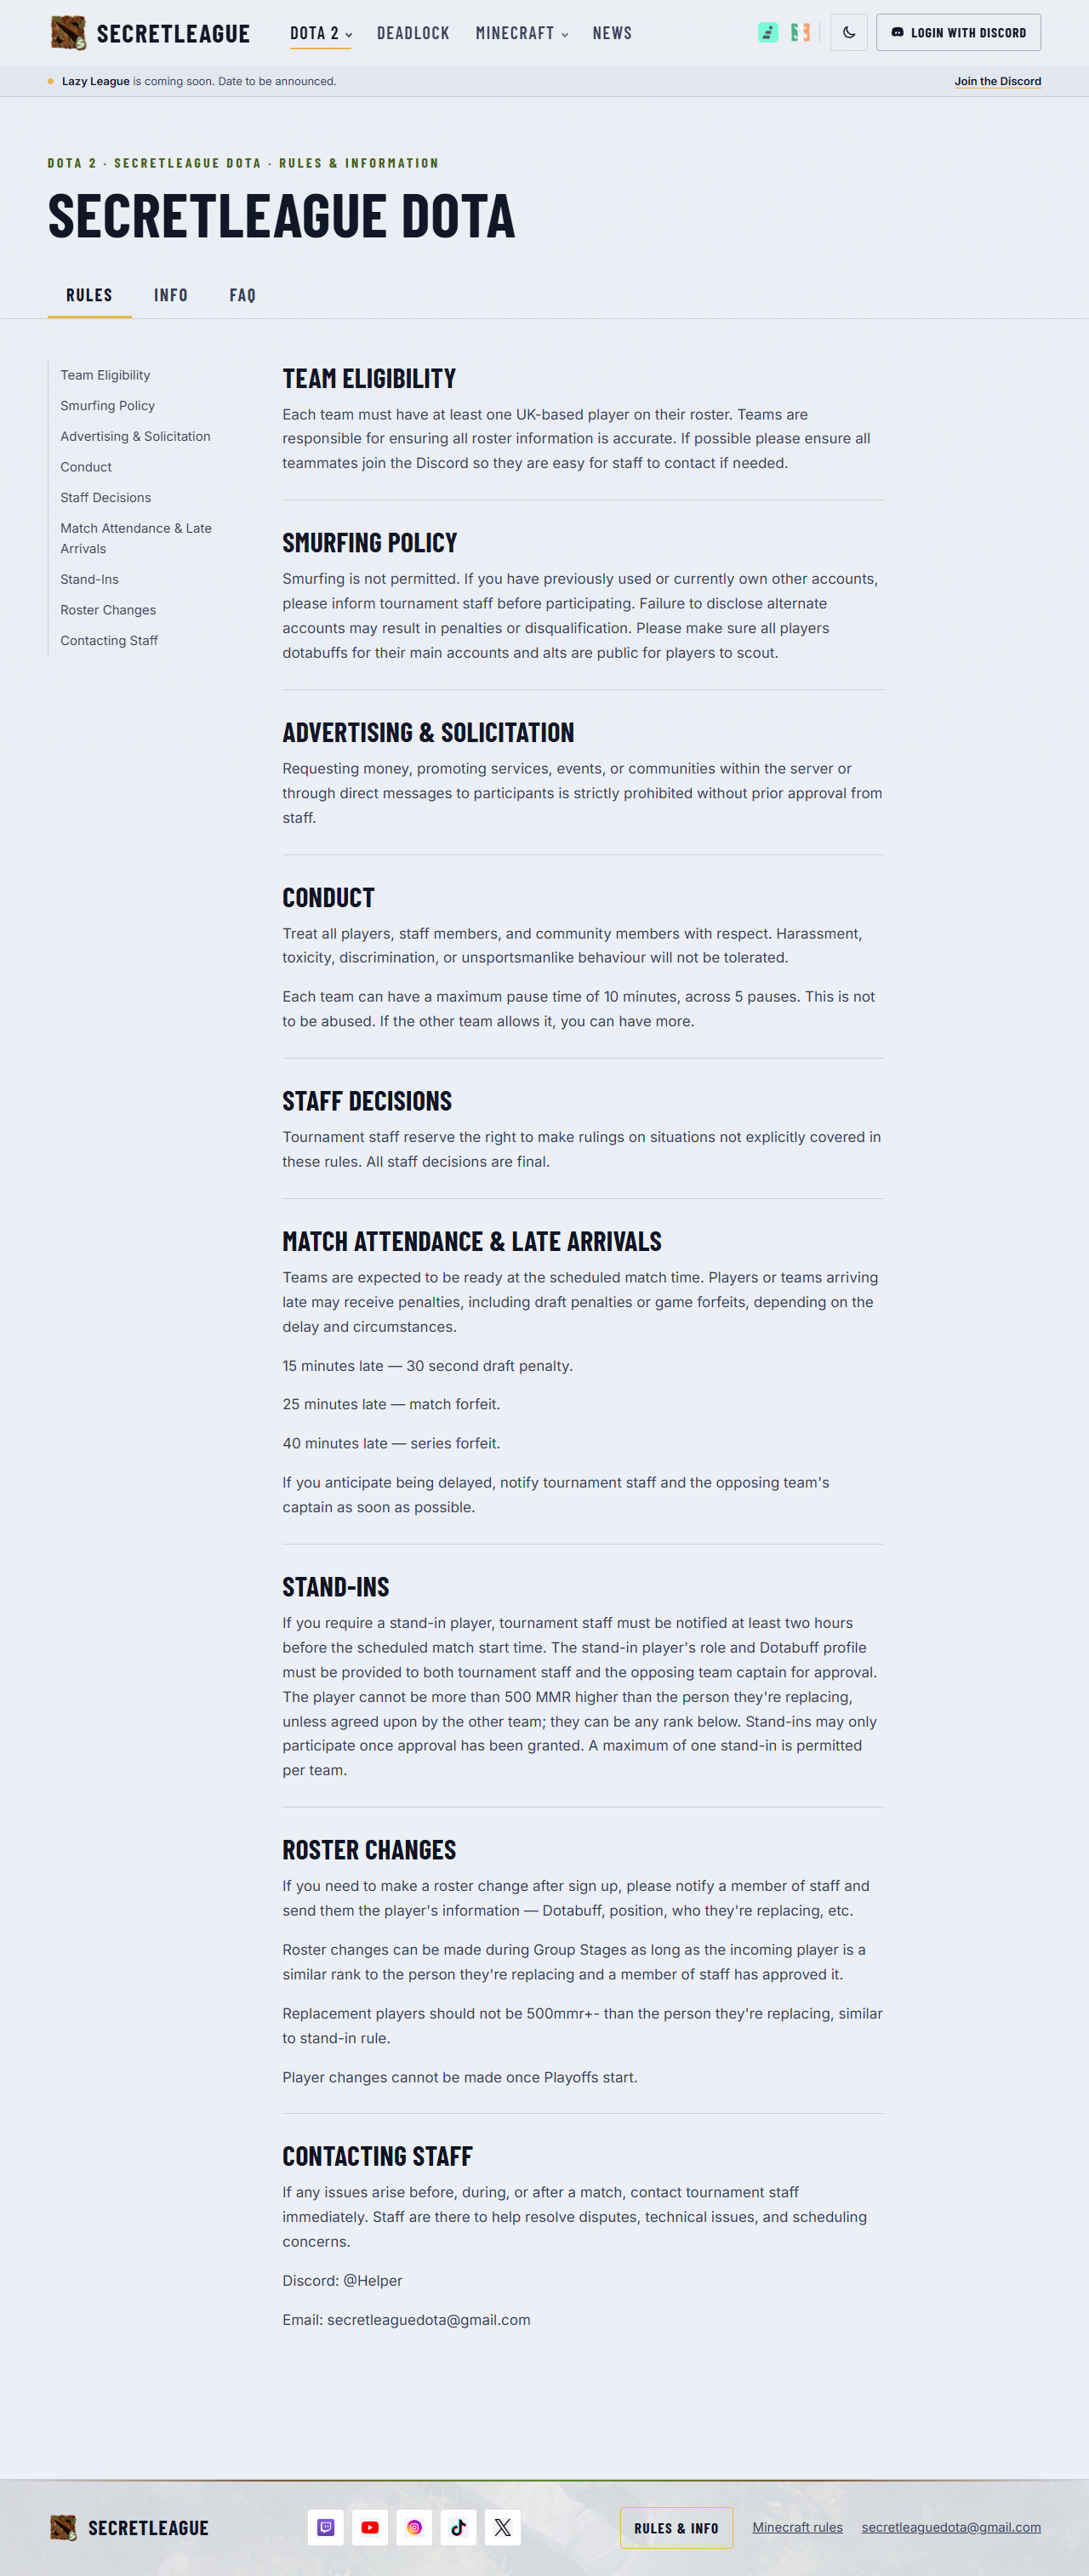 SECRETLEAGUE
DOTA 2
DEADLOCK
MINECRAFT
NEWS
LOGIN WITH DISCORD
Lazy League is coming soon. Date to be announced.
Join the Discord
DOTA 2 · SECRETLEAGUE DOTA · RULES & INFORMATION
SECRETLEAGUE DOTA
RULES
INFO
FAQ
Team Eligibility
Smurfing Policy
Advertising & Solicitation
Conduct
Staff Decisions
Match Attendance & Late
Arrivals
Stand-Ins
Roster Changes
Contacting Staff
TEAM ELIGIBILITY
Each team must have at least one UK-based player on their roster. Teams are
responsible for ensuring all roster information is accurate. If possible please ensure all
teammates join the Discord so they are easy for staff to contact if needed.
SMURFING POLICY
Smurfing is not permitted. If you have previously used or currently own other accounts,
please inform tournament staff before participating. Failure to disclose alternate
accounts may result in penalties or disqualification. Please make sure all players
dotabuffs for their main accounts and alts are public for players to scout.
ADVERTISING & SOLICITATION
Requesting money, promoting services, events, or communities within the server or
through direct messages to participants is strictly prohibited without prior approval from
staff.
CONDUCT
Treat all players, staff members, and community members with respect. Harassment,
toxicity, discrimination, or unsportsmanlike behaviour will not be tolerated.
Each team can have a maximum pause time of 10 minutes, across 5 pauses. This is not
to be abused. If the other team allows it, you can have more.
STAFF DECISIONS
Tournament staff reserve the right to make rulings on situations not explicitly covered in
these rules. All staff decisions are final.
MATCH ATTENDANCE & LATE ARRIVALS
Teams are expected to be ready at the scheduled match time. Players or teams arriving
late may receive penalties, including draft penalties or game forfeits, depending on the
delay and circumstances.
15 minutes late — 30 second draft penalty.
25 minutes late — match forfeit.
40 minutes late — series forfeit.
If you anticipate being delayed, notify tournament staff and the opposing team's
captain as soon as possible.
STAND-INS
If you require a stand-in player, tournament staff must be notified at least two hours
before the scheduled match start time. The stand-in player's role and Dotabuff profile
must be provided to both tournament staff and the opposing team captain for approval.
The player cannot be more than 500 MMR higher than the person they're replacing,
unless agreed upon by the other team; they can be any rank below. Stand-ins may only
participate once approval has been granted. A maximum of one stand-in is permitted
per team.
ROSTER CHANGES
If you need to make a roster change after sign up, please notify a member of staff and
send them the player's information — Dotabuff, position, who they're replacing, etc.
Roster changes can be made during Group Stages as long as the incoming player is a
similar rank to the person they're replacing and a member of staff has approved it.
Replacement players should not be 500mmr+- than the person they're replacing, similar
to stand-in rule.
Player changes cannot be made once Playoffs start.
CONTACTING STAFF
If any issues arise before, during, or after a match, contact tournament staff
immediately. Staff are there to help resolve disputes, technical issues, and scheduling
concerns.
Discord: @Helper
Email: secretleaguedota@gmail.com
SECRETLEAGUE
RULES & INFO
Minecraft rules
secretleaguedota@gmail.com